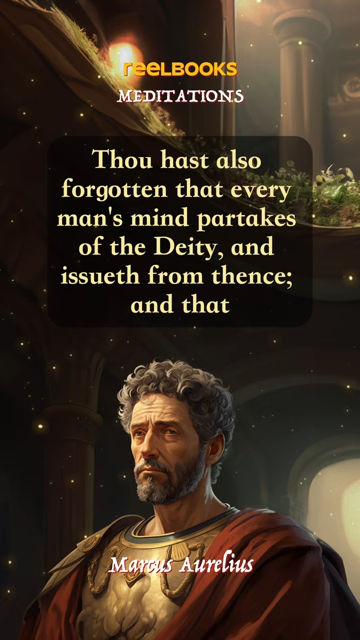 reelbooks
MEDITATIONS
Thou hast also
forgotten that every
man's mind partakes
of the Deity, and
issueth from thence;
and that
Marcus Aurelius